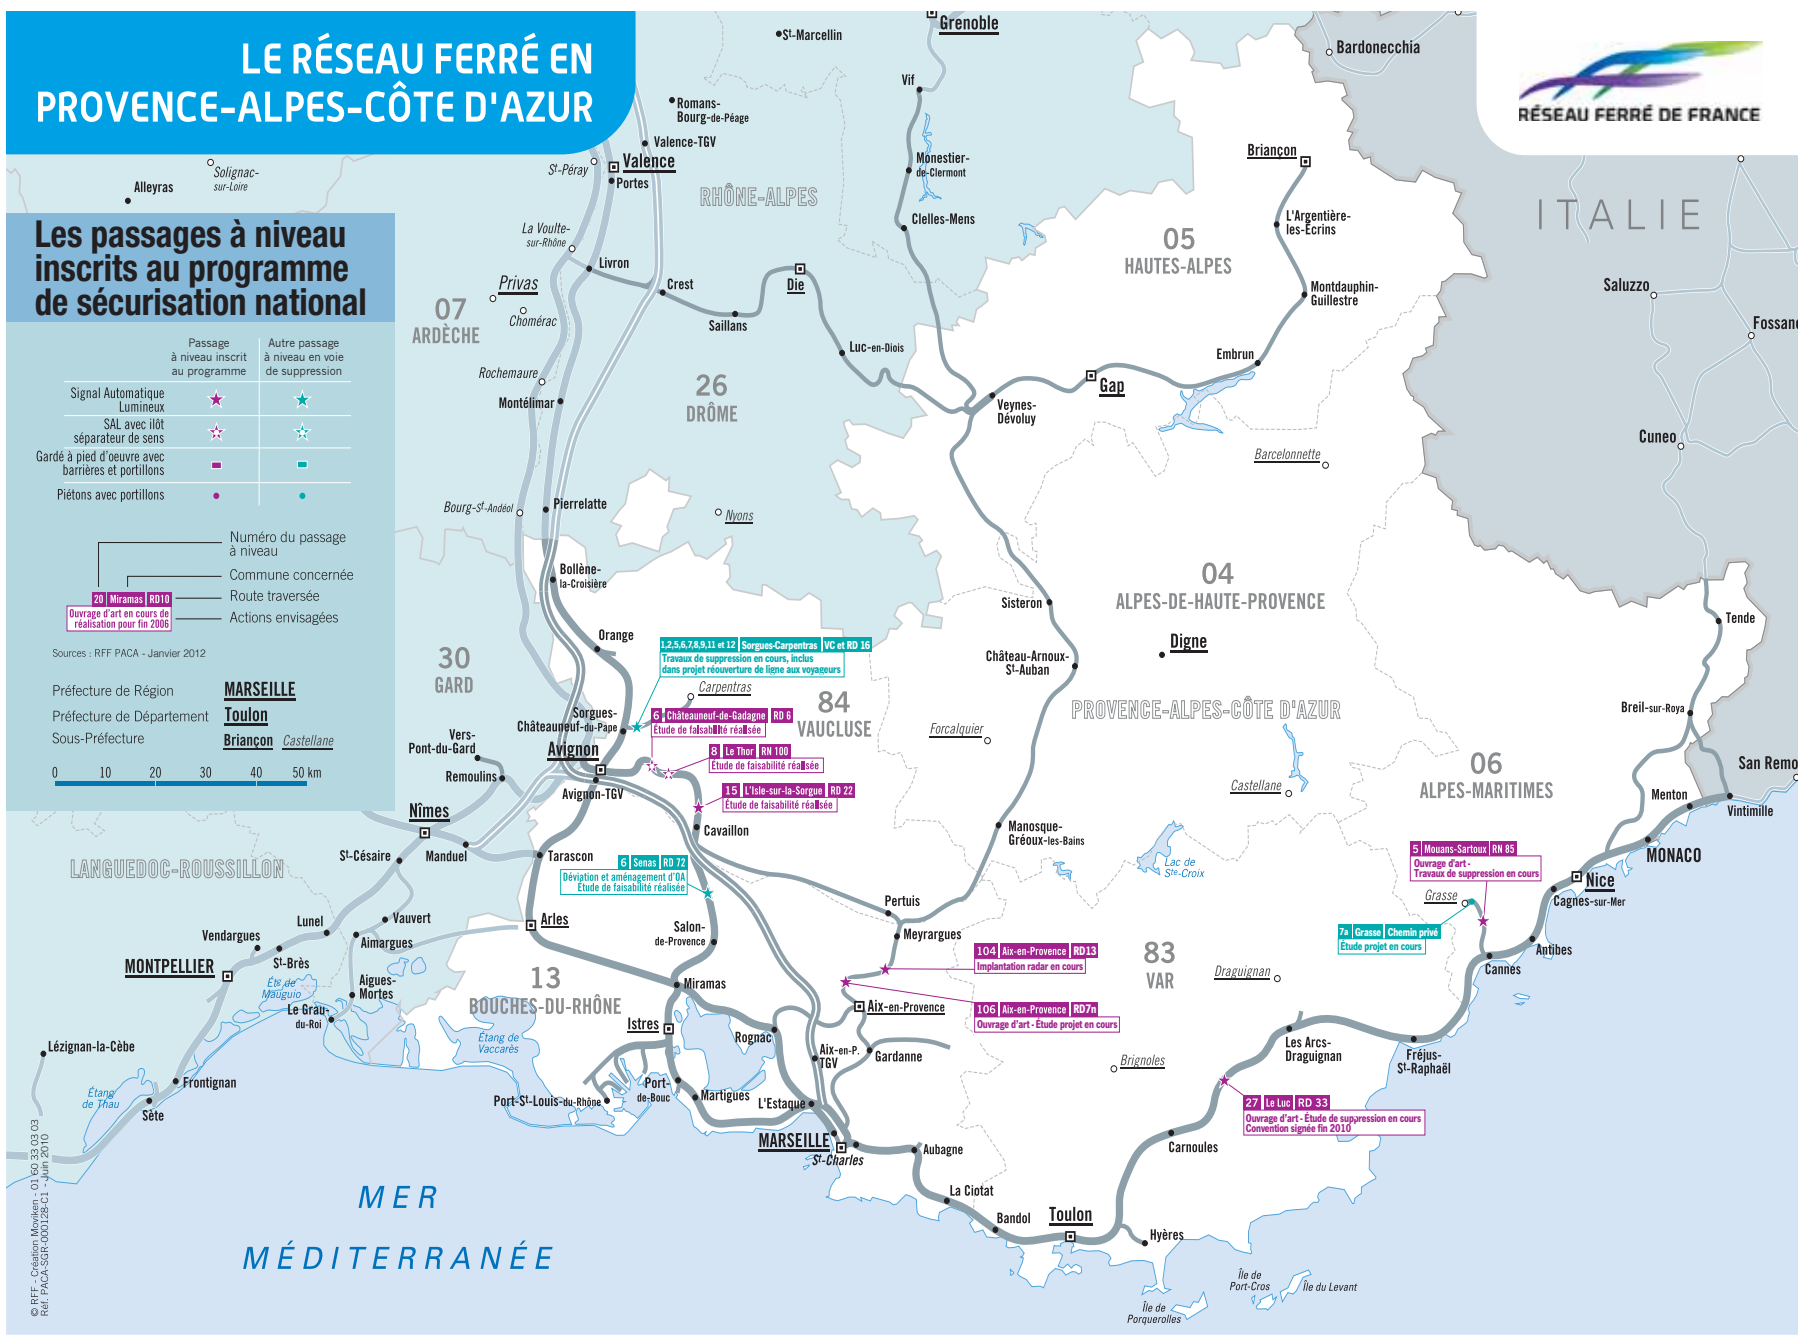 LE RÉSEAU FERRÉ EN
PROVENCE-ALPES-CÔTE D'AZUR
RÉSEAU FERRÉ DE FRANCE
Les passages à niveau
inscrits au programme
de sécurisation national
Passage
à niveau inscrit
au programme
Autre passage
à niveau en voie
de suppression
Signal Automatique
Lumineux
SAL avec ilôt
séparateur de sens
Gardé à pied d'oeuvre avec
barrières et portillons
Piétons avec portillons
Numéro du passage
à niveau
Commune concernée
Route traversée
Actions envisagées
20 Miramas RD10
Ouvrage d'art en cours de
réalisation pour fin 2006
Sources : RFF PACA - Janvier 2012
Préfecture de Région MARSEILLE
Préfecture de Département Toulon
Sous-Préfecture Briançon Castellane
0 10 20 30 40 50 km
© RFF - Création Moviken - 01 60 33 03 03
Réf. PACA-SGR-000128-C1 - Juin 2010
Grenoble
St-Marcellin
Bardonecchia
Vif
Romans-
Bourg-de-Péage
Valence-TGV
St-Péray
Valence
Portes
Solignac-
sur-Loire
Alleyras
RHÔNE-ALPES
Monestier-
de-Clermont
Clelles-Mens
Briançon
L'Argentière-
les-Ecrins
ITALIE
05
HAUTES-ALPES
La Voulte-
sur-Rhône
Livron
Privas
Chomérac
Crest
Die
Saillans
Luc-en-Diois
Montdauphin-
Guillestre
Saluzzo
Fossano
07
ARDÈCHE
Rochemaure
Montélimar
26
DRÔME
Embrun
Gap
Veynes-
Dévoluy
Cuneo
Barcelonnette
Bourg-St-Andéol
Pierrelatte
Nyons
Bollène-
la-Croisière
Sisteron
04
ALPES-DE-HAUTE-PROVENCE
Digne
Tende
Orange
30
GARD
1,2,5,6,7,8,9,11 et 12 Sorgues-Carpentras VC et RD 16
Travaux de suppression en cours, inclus
dans projet réouverture de ligne aux voyageurs
Carpentras
84
VAUCLUSE
Château-Arnoux-
St-Auban
PROVENCE-ALPES-CÔTE D'AZUR
Forcalquier
Breil-sur-Roya
Sorgues-
Châteauneuf-du-Pape
6 Châteauneuf-de-Gadagne RD 6
Étude de faisabilité réalisée
8 Le Thor RN 100
Étude de faisabilité réalisée
15 L'Isle-sur-la-Sorgue RD 22
Étude de faisabilité réalisée
Vers-
Pont-du-Gard
Remoulins
Avignon
Avignon-TGV
Cavaillon
Castellane
06
ALPES-MARITIMES
San Remo
Menton
Vintimille
Nîmes
St-Césaire
Manduel
Tarascon
LANGUEDOC-ROUSSILLON
6 Senas RD 72
Déviation et aménagement d'OA
Étude de faisabilité réalisée
Manosque-
Gréoux-les-Bains
Lac de
Ste-Croix
5 Mouans-Sartoux RN 85
Ouvrage d'art -
Travaux de suppression en cours
MONACO
Nice
Grasse
Cagnes-sur-Mer
7a Grasse Chemin privé
Étude projet en cours
Antibes
Cannes
Lunel
Vauvert
Vendargues
Aimargues
St-Brès
MONTPELLIER
Arles
Salon-
de-Provence
Pertuis
Meyrargues
104 Aix-en-Provence RD13
Implantation radar en cours
106 Aix-en-Provence RD7n
Ouvrage d'art - Étude projet en cours
83
VAR
Draguignan
Éts de
Mauguio
Aigues-
Mortes
Le Grau-
du-Roi
13
BOUCHES-DU-RHÔNE
Miramas
Istres
Étang de
Vaccarès
Rognac
Aix-en-Provence
Aix-en-P.
TGV
Gardanne
Les Arcs-
Draguignan
Fréjus-
St-Raphaël
Brignoles
Lézignan-la-Cèbe
Étang
de Thau
Frontignan
Sète
Port-St-Louis-du-Rhône
Port-
de-Bouc
Martigues
L'Estaque
27 Le Luc RD 33
Ouvrage d'art - Étude de suppression en cours
Convention signée fin 2010
MARSEILLE
St-Charles
Aubagne
Carnoules
La Ciotat
Bandol
Toulon
Hyères
MER
MÉDITERRANÉE
Île de
Port-Cros
Île du Levant
Île de
Porquerolles